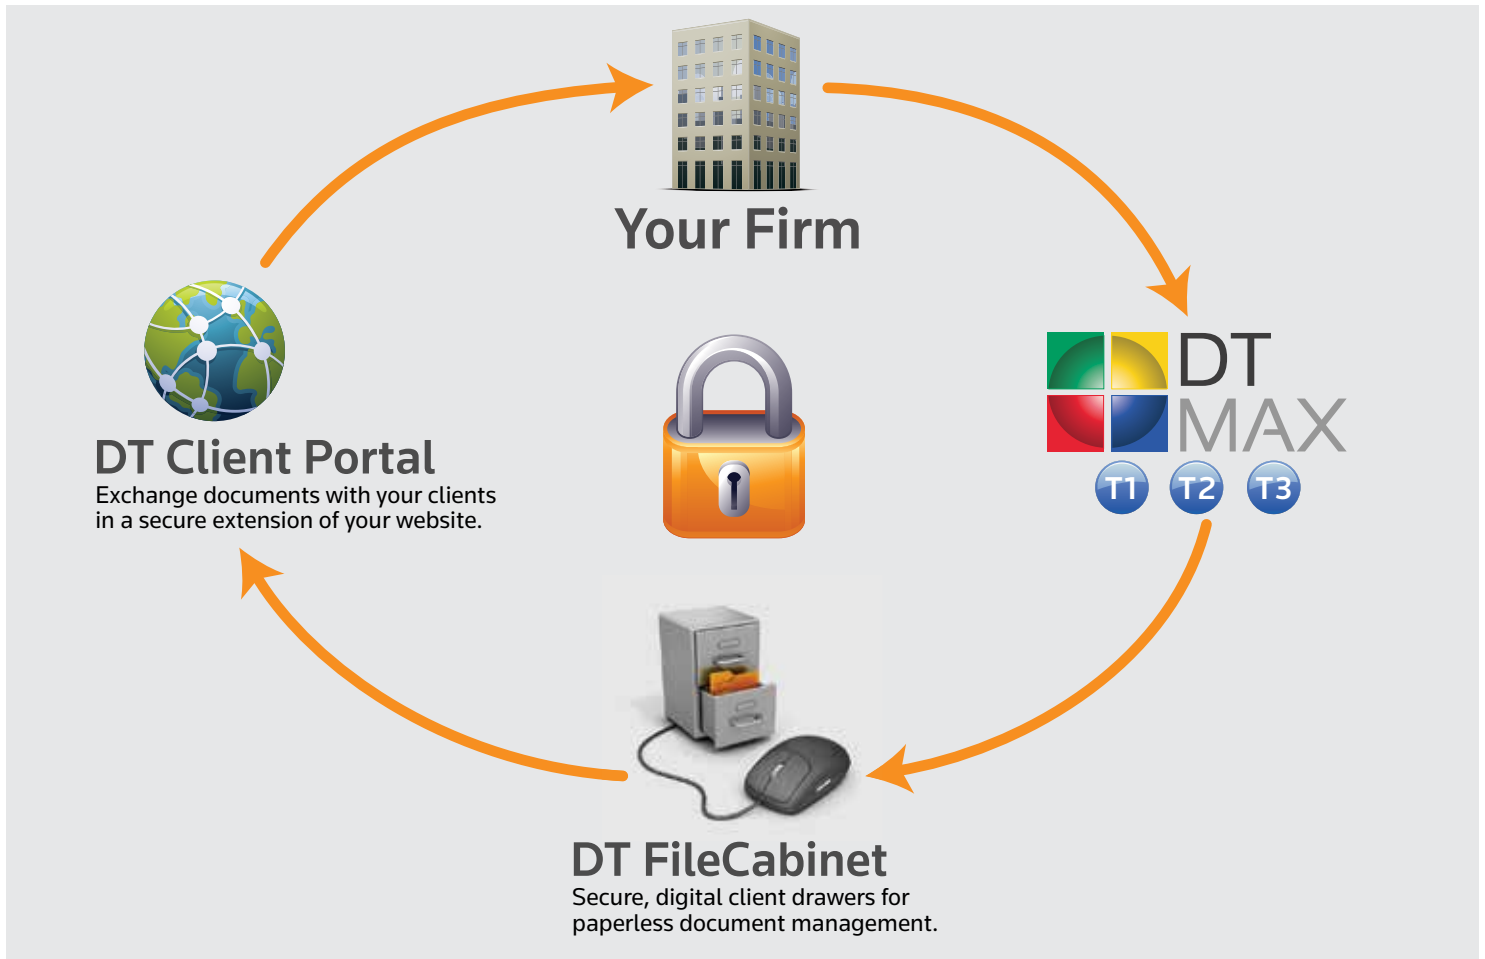 Your Firm
DT
MAX
T1 T2 T3
DT Client Portal
Exchange documents with your clients
in a secure extension of your website.
DT FileCabinet
Secure, digital client drawers for
paperless document management.